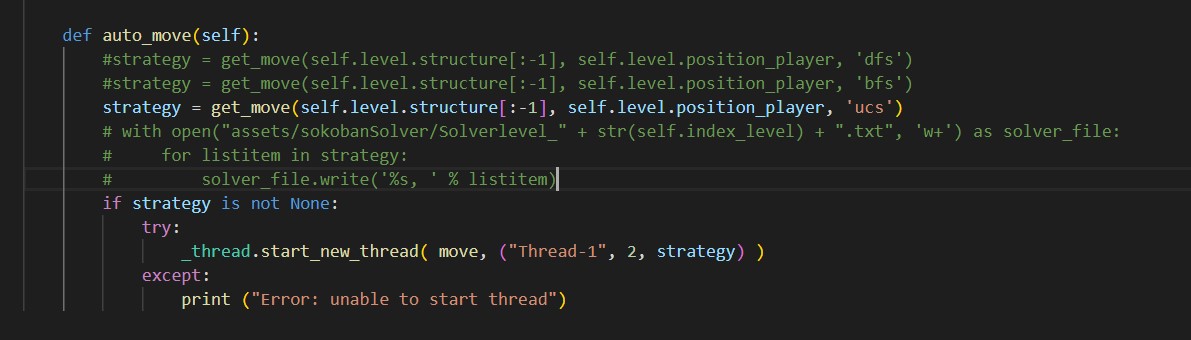 def auto_move(self):
#strategy = get_move(self.level.structure[:-1], self.level.position_player, 'dfs')
#strategy = get_move(self.level.structure[:-1], self.level.position_player, 'bfs')
strategy = get_move(self.level.structure[:-1], self.level.position_player, 'ucs')
# with open("assets/sokobanSolver/Solverlevel_" + str(self.index_level) + ".txt", 'w+') as solver_file:
#     for listitem in strategy:
#         solver_file.write('%s, ' % listitem)
if strategy is not None:
try:
_thread.start_new_thread( move, ("Thread-1", 2, strategy) )
except:
print ("Error: unable to start thread")